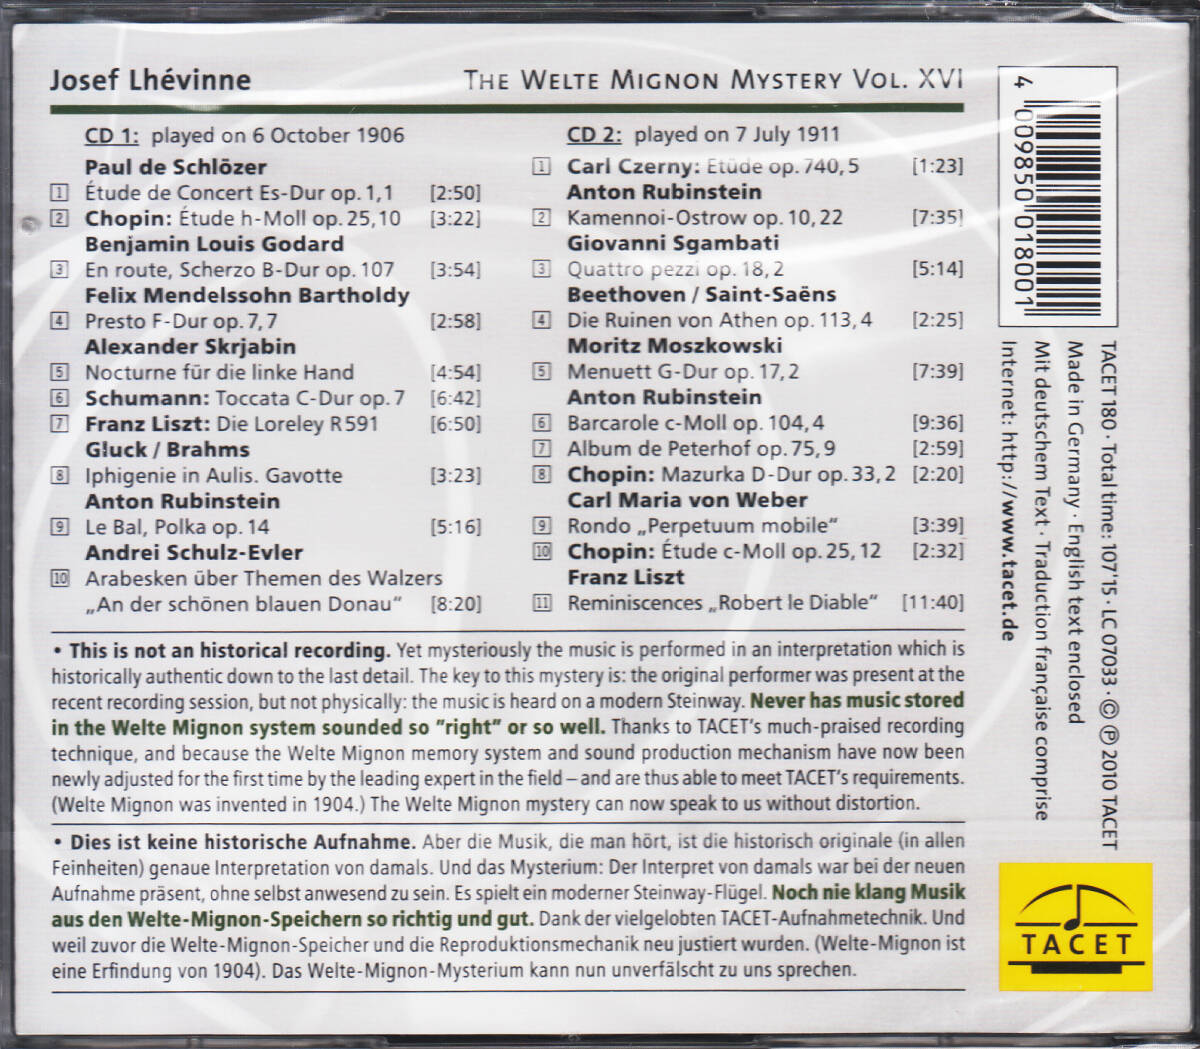 Josef Lhévinne
THE WELTE MIGNON MYSTERY VOL. XVI
CD 1: played on 6 October 1906
Paul de Schlözer
1 Étude de Concert Es-Dur op. 1,1 [2:50]
2 Chopin: Étude h-Moll op. 25,10 [3:22]
Benjamin Louis Godard
3 En route, Scherzo B-Dur op. 107 [3:54]
Felix Mendelssohn Bartholdy
4 Presto F-Dur op. 7,7 [2:58]
Alexander Skrjabin
5 Nocturne für die linke Hand [4:54]
6 Schumann: Toccata C-Dur op. 7 [6:42]
7 Franz Liszt: Die Loreley R 591 [6:50]
Gluck / Brahms
8 Iphigenie in Aulis. Gavotte [3:23]
Anton Rubinstein
9 Le Bal, Polka op. 14 [5:16]
Andrei Schulz-Evler
10 Arabesken über Themen des Walzers
„An der schönen blauen Donau“ [8:20]
CD 2: played on 7 July 1911
1 Carl Czerny: Etüde op. 740,5 [1:23]
Anton Rubinstein
2 Kamennoi-Ostrow op. 10,22 [7:35]
Giovanni Sgambati
3 Quattro pezzi op. 18,2 [5:14]
Beethoven / Saint-Saëns
4 Die Ruinen von Athen op. 113,4 [2:25]
Moritz Moszkowski
5 Menuett G-Dur op. 17,2 [7:39]
Anton Rubinstein
6 Barcarole c-Moll op. 104,4 [9:36]
7 Album de Peterhof op. 75,9 [2:59]
8 Chopin: Mazurka D-Dur op. 33,2 [2:20]
Carl Maria von Weber
9 Rondo „Perpetuum mobile“ [3:39]
10 Chopin: Étude c-Moll op. 25,12 [2:32]
Franz Liszt
11 Reminiscences „Robert le Diable“ [11:40]
• This is not an historical recording. Yet mysteriously the music is performed in an interpretation which is
historically authentic down to the last detail. The key to this mystery is: the original performer was present at the
recent recording session, but not physically: the music is heard on a modern Steinway. Never has music stored
in the Welte Mignon system sounded so "right" or so well. Thanks to TACET's much-praised recording
technique, and because the Welte Mignon memory system and sound production mechanism have now been
newly adjusted for the first time by the leading expert in the field – and are thus able to meet TACET's requirements.
(Welte Mignon was invented in 1904.) The Welte Mignon mystery can now speak to us without distortion.
• Dies ist keine historische Aufnahme. Aber die Musik, die man hört, ist die historisch originale (in allen
Feinheiten) genaue Interpretation von damals. Und das Mysterium: Der Interpret von damals war bei der neuen
Aufnahme präsent, ohne selbst anwesend zu sein. Es spielt ein moderner Steinway-Flügel. Noch nie klang Musik
aus den Welte-Mignon-Speichern so richtig und gut. Dank der vielgelobten TACET-Aufnahmetechnik. Und
weil zuvor die Welte-Mignon-Speicher und die Reproduktionsmechanik neu justiert wurden. (Welte-Mignon ist
eine Erfindung von 1904). Das Welte-Mignon-Mysterium kann nun unverfälscht zu uns sprechen.
4 009850 018001
TACET 180 · Total time: 107'15 · LC 07033 · © ℗ 2010 TACET
Made in Germany · English text enclosed
Mit deutschem Text · Traduction française comprise
Internet: http://www.tacet.de
TACET